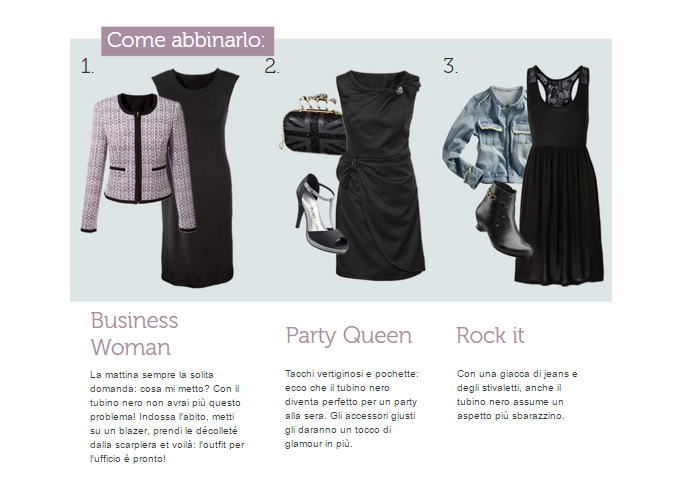 Come abbinarlo:
1.
2.
3.
Business
Woman
La mattina sempre la solita
domanda: cosa mi metto? Con il
tubino nero non avrai più questo
problema! Indossa l'abito, metti
su un blazer, prendi le décolleté
dalla scarpiera et voilà: l'outfit per
l'ufficio è pronto!
Party Queen
Tacchi vertiginosi e pochette:
ecco che il tubino nero
diventa perfetto per un party
alla sera. Gli accessori giusti
gli daranno un tocco di
glamour in più.
Rock it
Con una giacca di jeans e
degli stivaletti, anche il
tubino nero assume un
aspetto più sbarazzino.